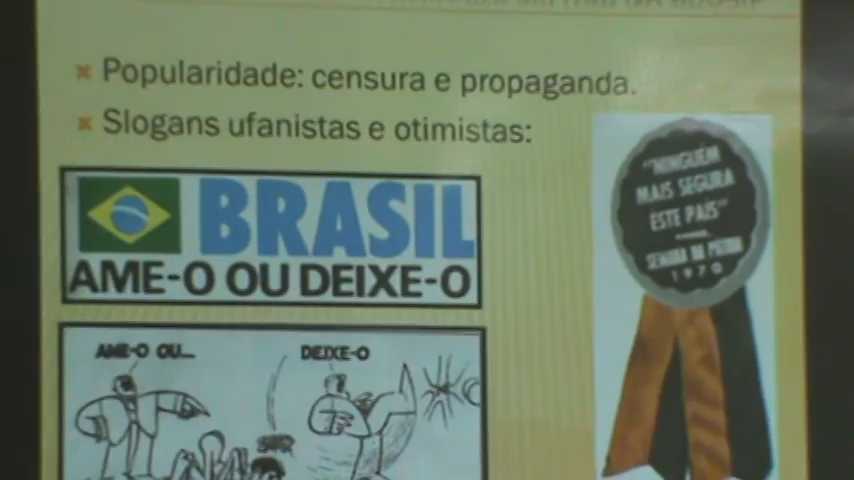 Popularidade: censura e propaganda.
Slogans ufanistas e otimistas:
BRASIL
AME-O OU DEIXE-O
AME-O OU...
DEIXE-O
"NINGUÉM
MAIS SEGURA
ESTE PAÍS"
SEMANA DA PÁTRIA
1970